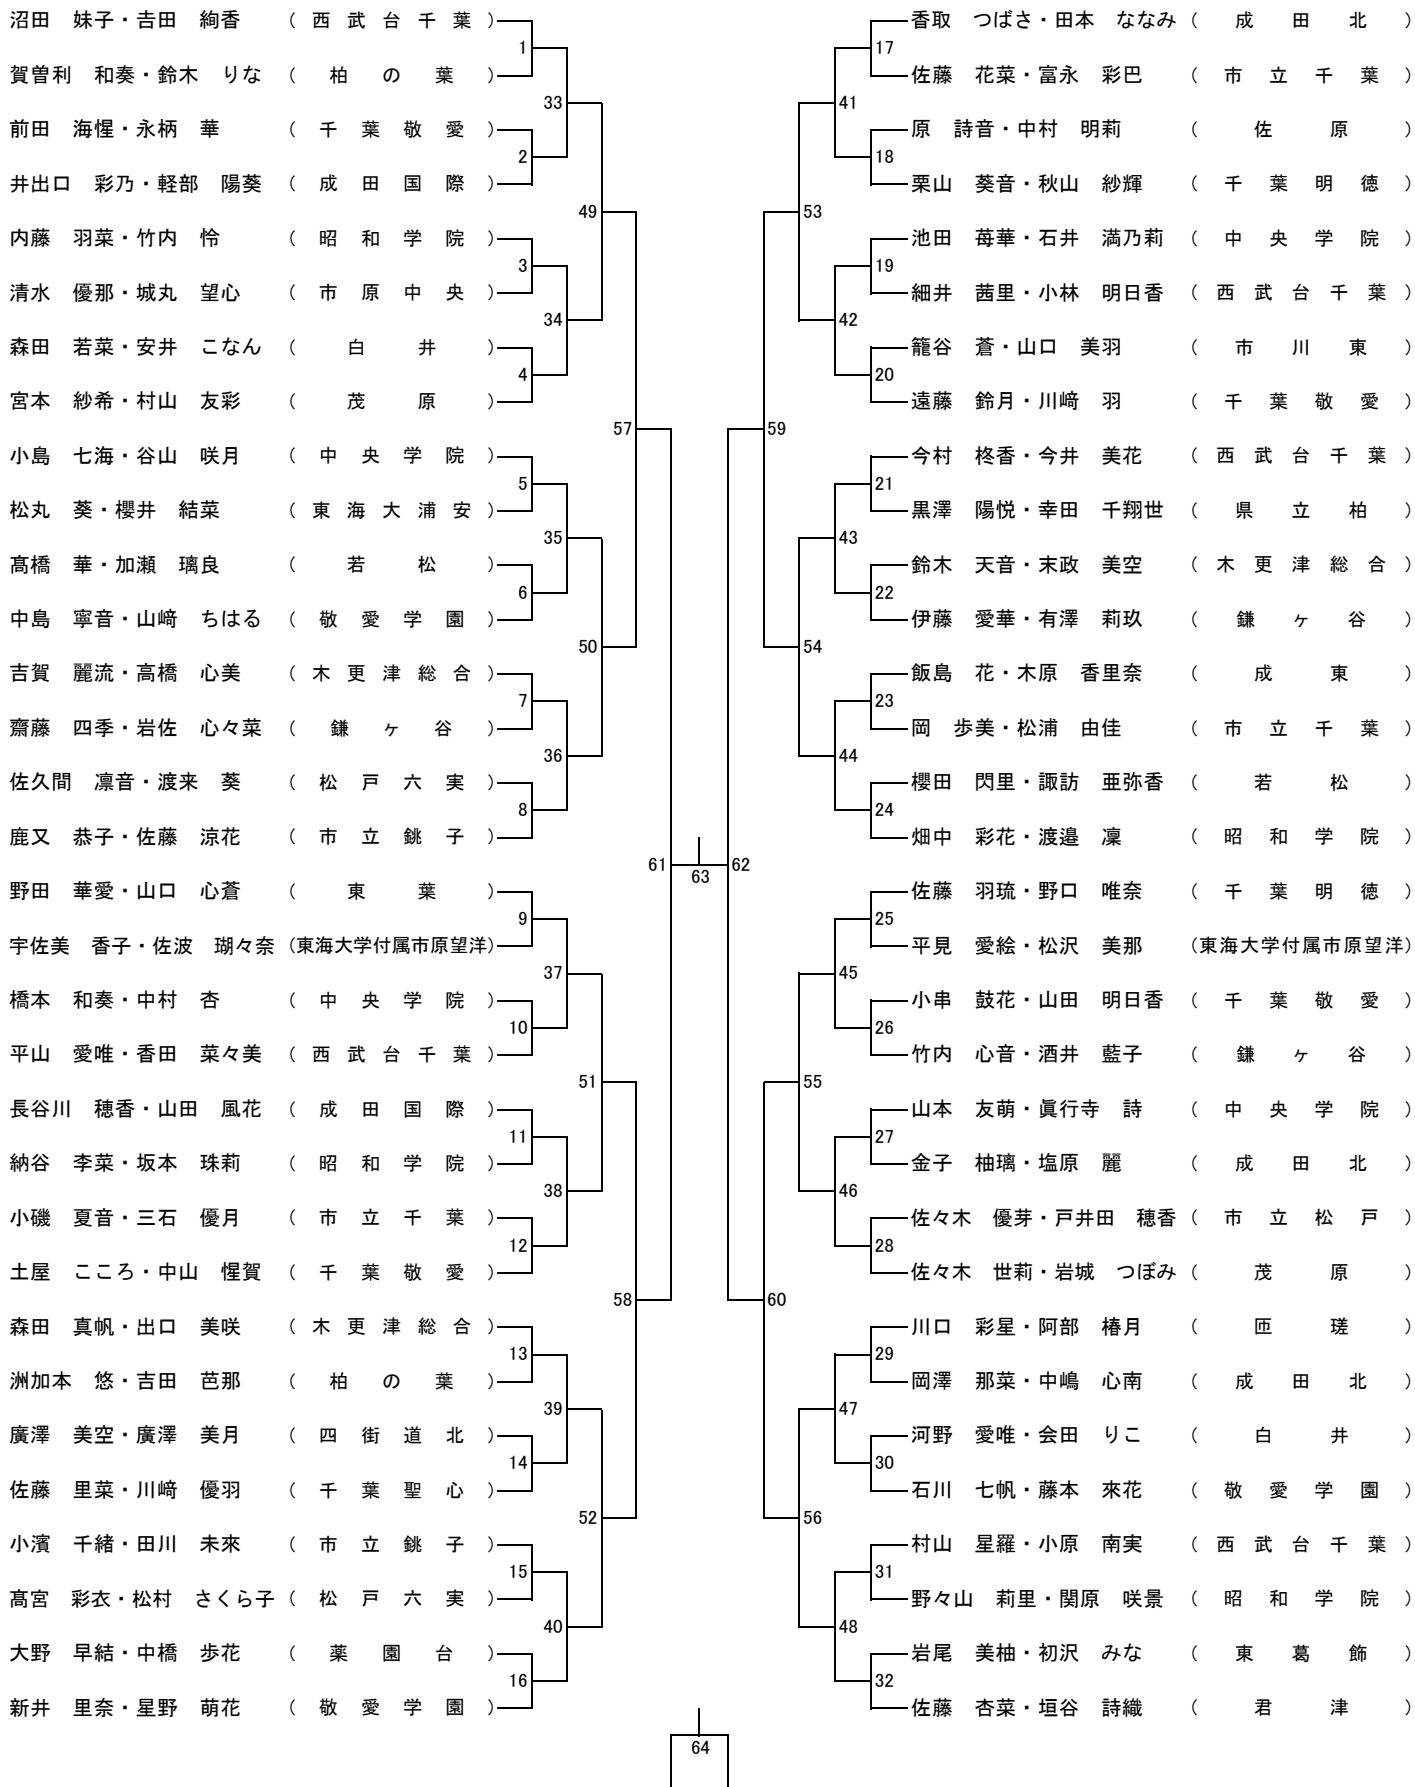 沼田　妹子・吉田　絢香　（西武台千葉）
1
賀曽利　和奏・鈴木　りな　（柏の葉）
33
前田　海惺・永柄　華　（千葉敬愛）
2
井出口　彩乃・軽部　陽葵　（成田国際）
49
内藤　羽菜・竹内　怜　（昭和学院）
3
清水　優那・城丸　望心　（市原中央）
34
森田　若菜・安井　こなん　（白井）
4
宮本　紗希・村山　友彩　（茂原）
57
小島　七海・谷山　咲月　（中央学院）
5
松丸　葵・櫻井　結菜　（東海大浦安）
35
髙橋　華・加瀬　璃良　（若松）
6
中島　寧音・山﨑　ちはる　（敬愛学園）
50
吉賀　麗流・高橋　心美　（木更津総合）
7
齋藤　四季・岩佐　心々菜　（鎌ヶ谷）
36
佐久間　凛音・渡来　葵　（松戸六実）
8
鹿又　恭子・佐藤　涼花　（市立銚子）
61
野田　華愛・山口　心蒼　（東葉）
9
宇佐美　香子・佐波　瑚々奈　（東海大学付属市原望洋）
37
橋本　和奏・中村　杏　（中央学院）
10
平山　愛唯・香田　菜々美　（西武台千葉）
51
長谷川　穂香・山田　風花　（成田国際）
11
納谷　李菜・坂本　珠莉　（昭和学院）
38
小磯　夏音・三石　優月　（市立千葉）
12
土屋　こころ・中山　惺賀　（千葉敬愛）
58
森田　真帆・出口　美咲　（木更津総合）
13
洲加本　悠・吉田　芭那　（柏の葉）
39
廣澤　美空・廣澤　美月　（四街道北）
14
佐藤　里菜・川﨑　優羽　（千葉聖心）
52
小濱　千緒・田川　未來　（市立銚子）
15
髙宮　彩衣・松村　さくら子　（松戸六実）
40
大野　早結・中橋　歩花　（薬園台）
16
新井　里奈・星野　萌花　（敬愛学園）
63
香取　つばさ・田本　ななみ　（成田北）
17
佐藤　花菜・富永　彩巴　（市立千葉）
41
原　詩音・中村　明莉　（佐原）
18
栗山　葵音・秋山　紗輝　（千葉明徳）
53
池田　苺華・石井　満乃莉　（中央学院）
19
細井　茜里・小林　明日香　（西武台千葉）
42
籠谷　蒼・山口　美羽　（市川東）
20
遠藤　鈴月・川﨑　羽　（千葉敬愛）
59
今村　柊香・今井　美花　（西武台千葉）
21
黒澤　陽悦・幸田　千翔世　（県立柏）
43
鈴木　天音・末政　美空　（木更津総合）
22
伊藤　愛華・有澤　莉玖　（鎌ヶ谷）
54
飯島　花・木原　香里奈　（成東）
23
岡　歩美・松浦　由佳　（市立千葉）
44
櫻田　閃里・諏訪　亜弥香　（若松）
24
畑中　彩花・渡邉　凜　（昭和学院）
62
佐藤　羽琉・野口　唯奈　（千葉明徳）
25
平見　愛絵・松沢　美那　（東海大学付属市原望洋）
45
小串　鼓花・山田　明日香　（千葉敬愛）
26
竹内　心音・酒井　藍子　（鎌ヶ谷）
55
山本　友萌・眞行寺　詩　（中央学院）
27
金子　柚璃・塩原　麗　（成田北）
46
佐々木　優芽・戸井田　穂香　（市立松戸）
28
佐々木　世莉・岩城　つぼみ　（茂原）
60
川口　彩星・阿部　椿月　（匝瑳）
29
岡澤　那菜・中嶋　心南　（成田北）
47
河野　愛唯・会田　りこ　（白井）
30
石川　七帆・藤本　來花　（敬愛学園）
56
村山　星羅・小原　南実　（西武台千葉）
31
野々山　莉里・関原　咲景　（昭和学院）
48
岩尾　美柚・初沢　みな　（東葛飾）
32
佐藤　杏菜・垣谷　詩織　（君津）
64